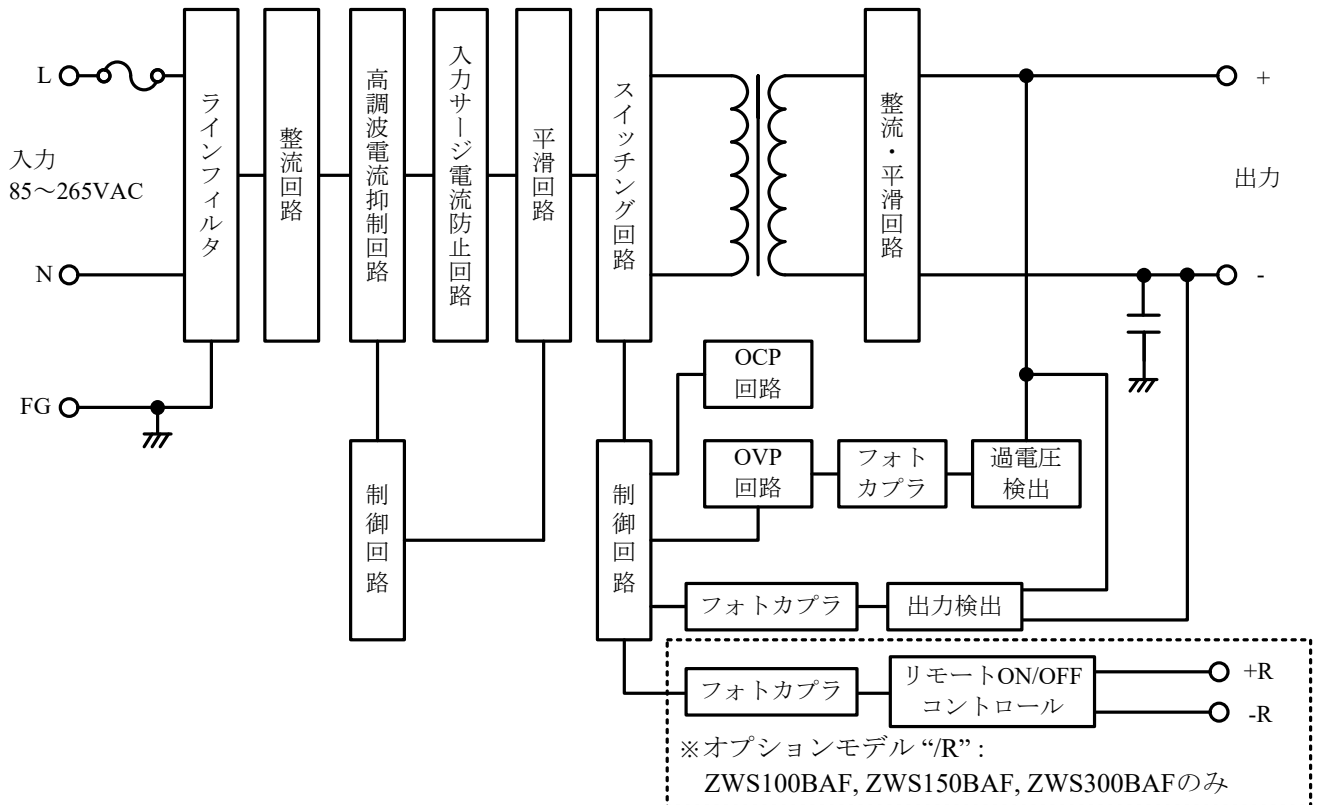 L
入力
85～265VAC
N
FG
ラインフィルタ
整流回路
高調波電流抑制回路
入力サージ電流防止回路
平滑回路
スイッチング回路
整流・平滑回路
+
出力
-
制御回路
制御回路
OCP
回路
OVP
回路
フォト
カプラ
過電圧
検出
フォトカプラ
出力検出
フォトカプラ
リモートON/OFF
コントロール
+R
-R
※オプションモデル “/R” :
ZWS100BAF, ZWS150BAF, ZWS300BAFのみ